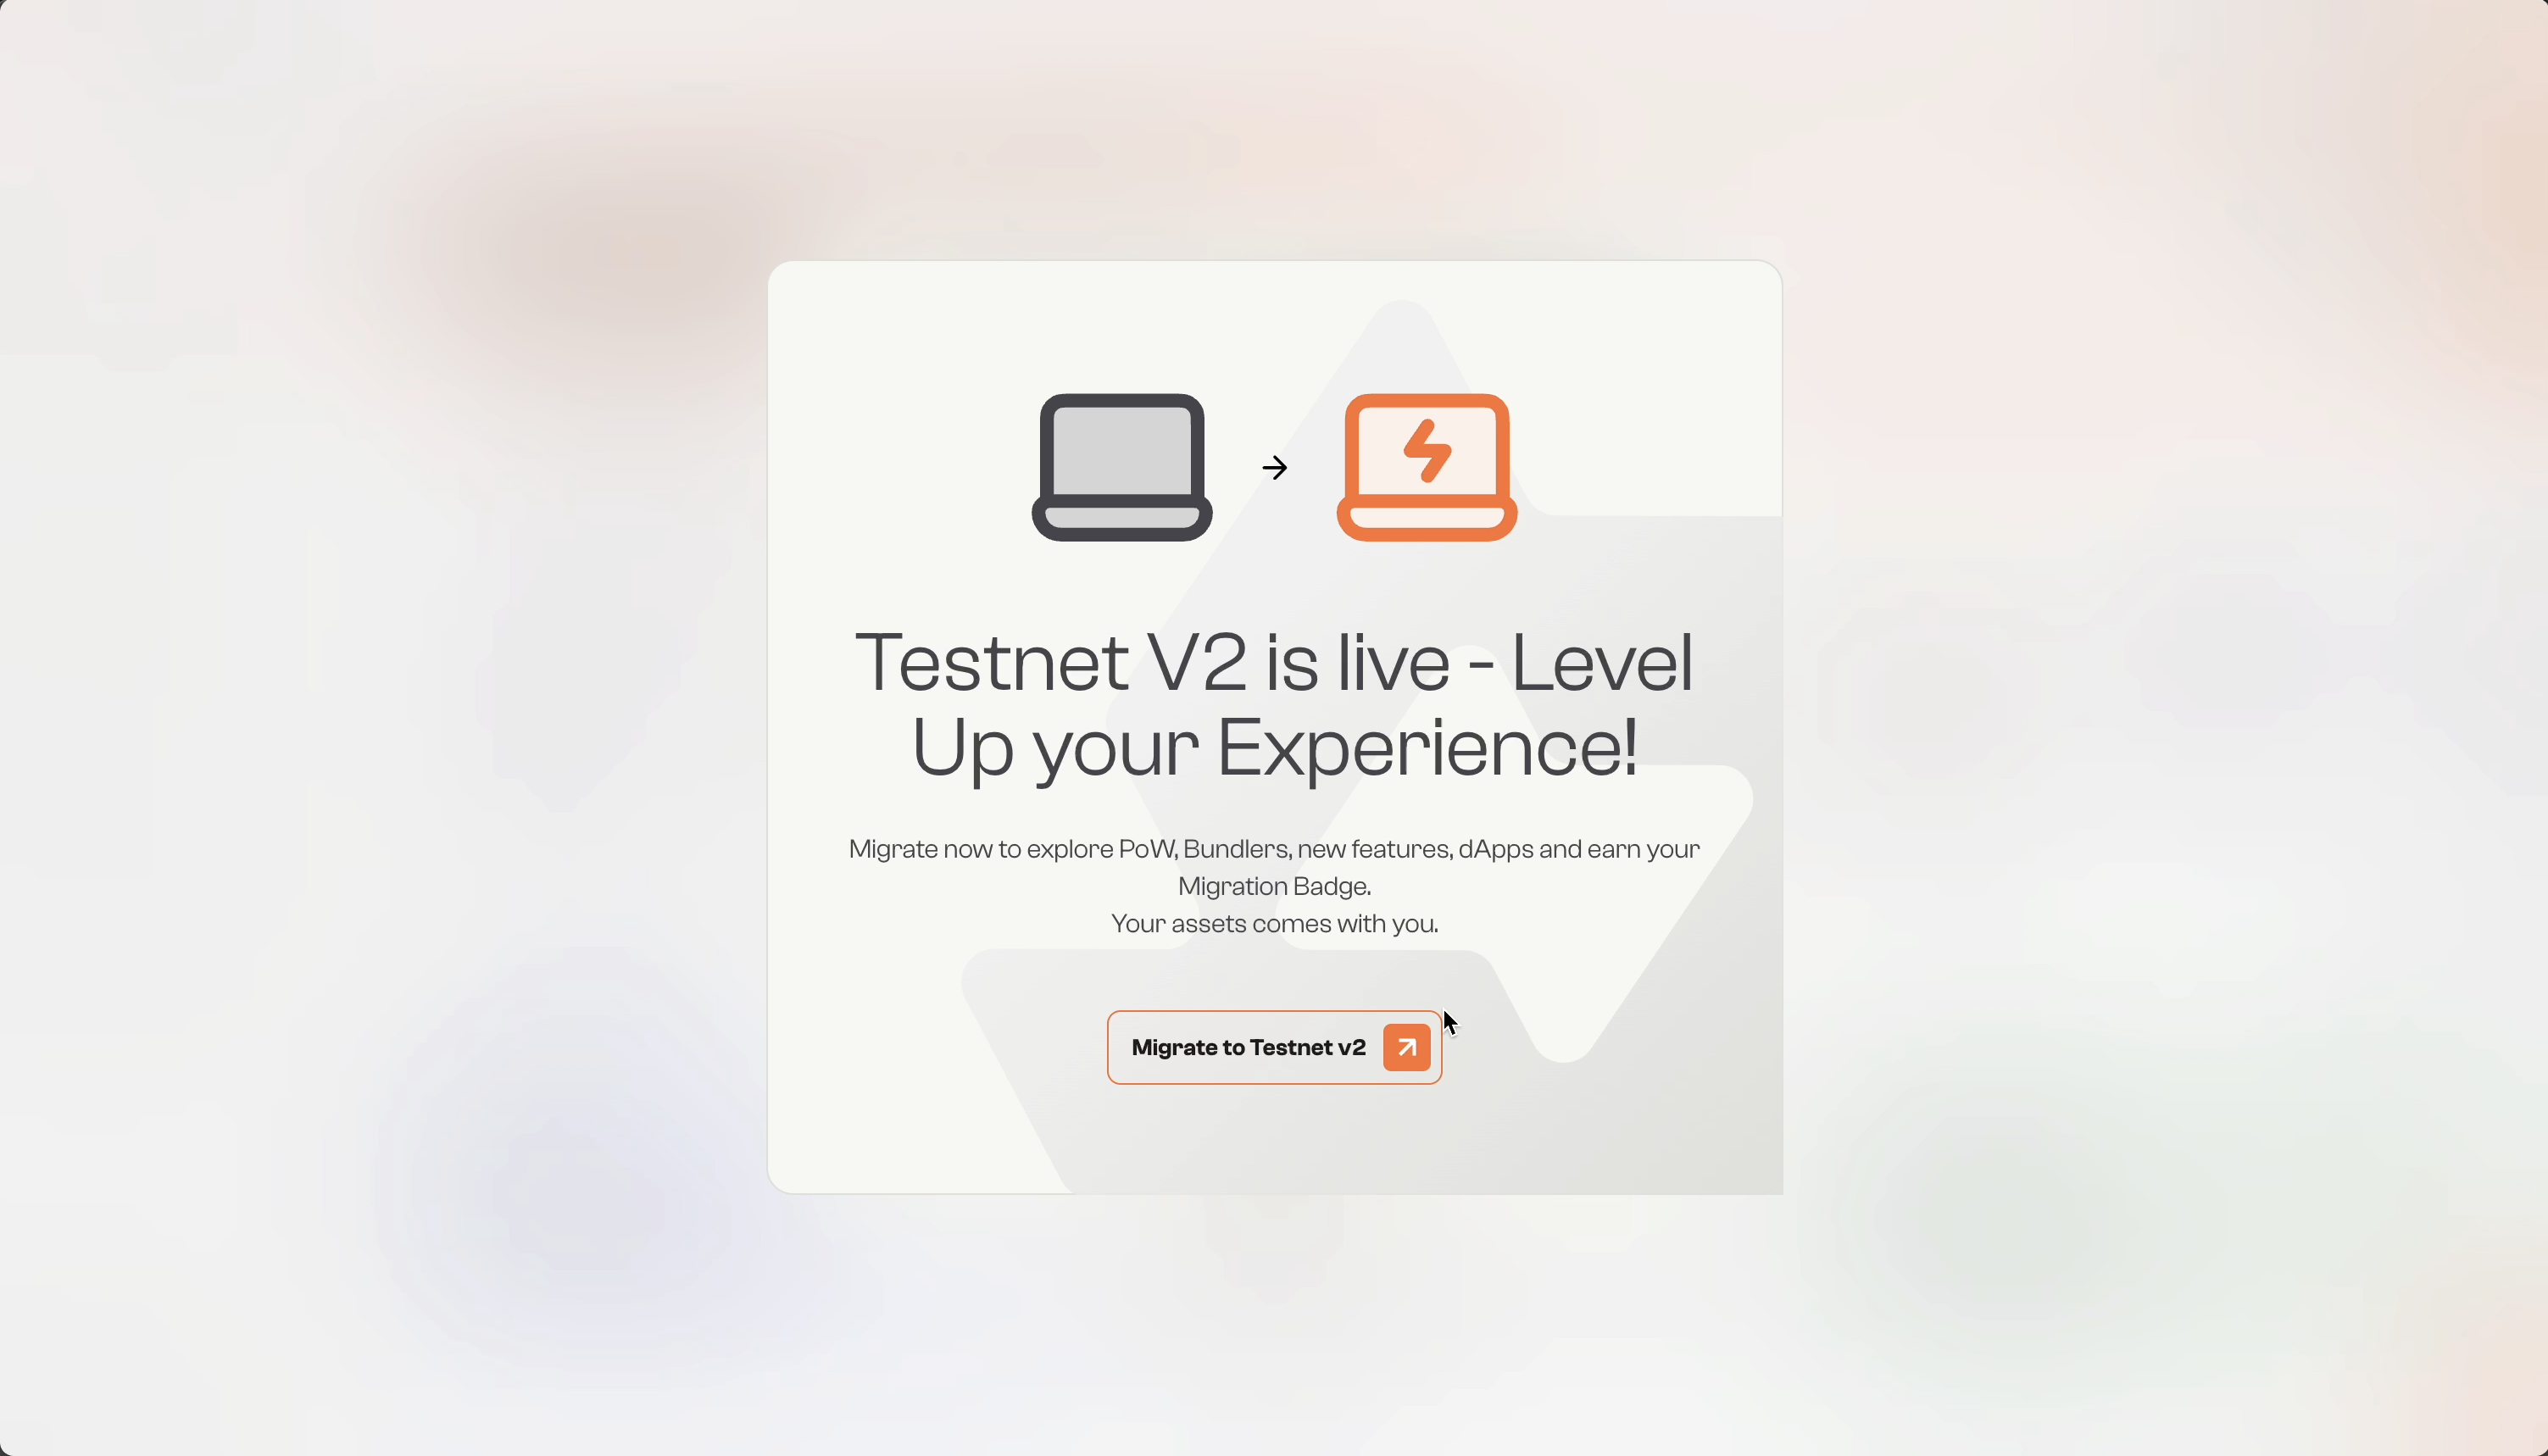 Testnet V2 is live - Level
Up your Experience!
Migrate now to explore PoW, Bundlers, new features, dApps and earn your
Migration Badge.
Your assets comes with you.
Migrate to Testnet v2